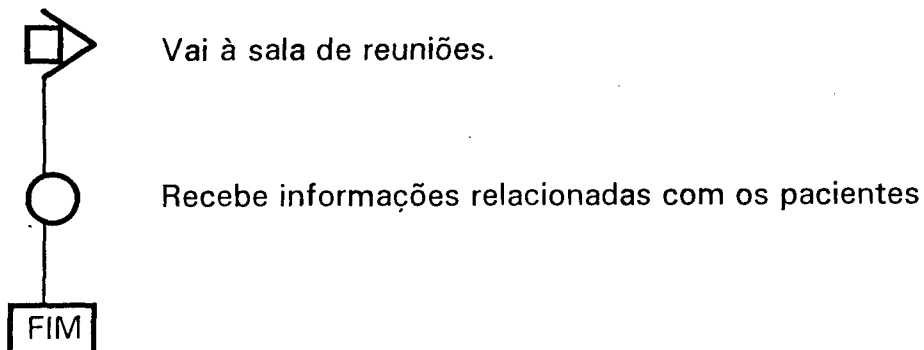 Vai à sala de reuniões.
Recebe informações relacionadas com os pacientes
FIM